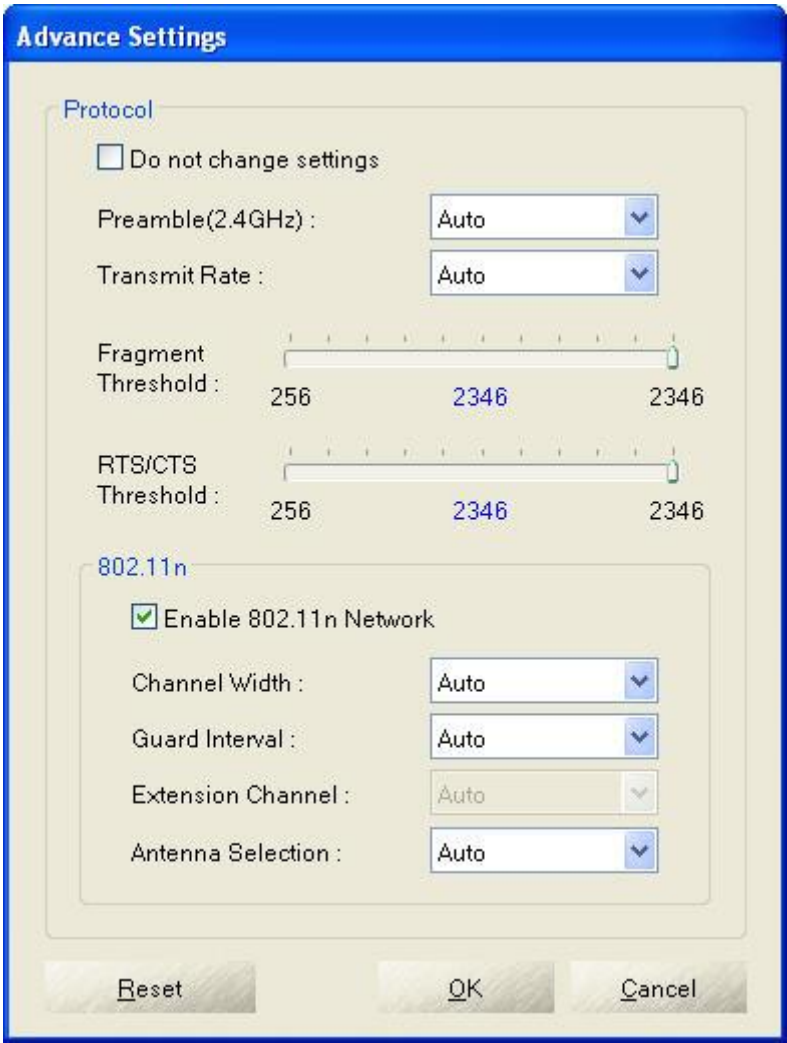 Advance Settings
Protocol
Do not change settings
Preamble(2.4GHz) : Auto
Transmit Rate : Auto
Fragment
Threshold :
256 2346 2346
RTS/CTS
Threshold :
256 2346 2346
802.11n
Enable 802.11n Network
Channel Width : Auto
Guard Interval : Auto
Extension Channel : Auto
Antenna Selection : Auto
Reset OK Cancel